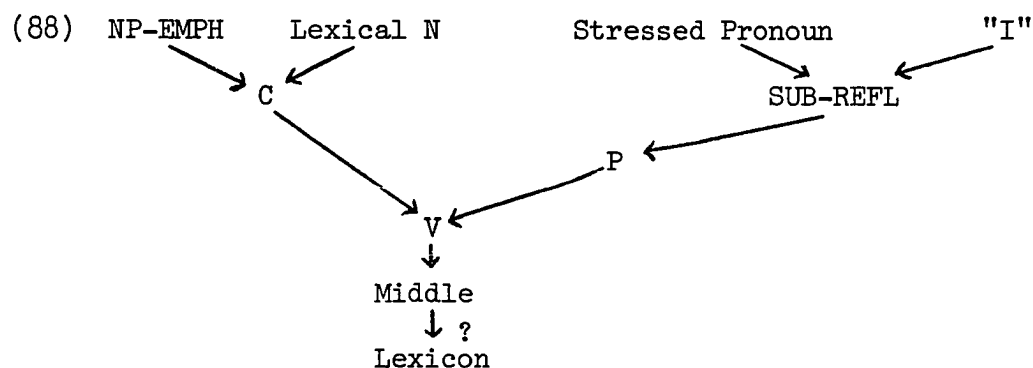 (88) NP-EMPH Lexical N Stressed Pronoun "I"
C SUB-REFL
P
V
Middle
?
Lexicon